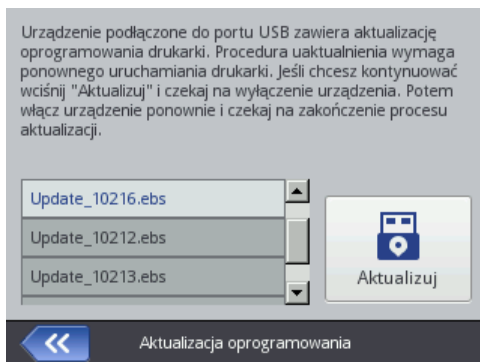 Urządzenie podłączone do portu USB zawiera aktualizację
oprogramowania drukarki. Procedura uaktualnienia wymaga
ponownego uruchamiania drukarki. Jeśli chcesz kontynuować
wciśnij "Aktualizuj" i czekaj na wyłączenie urządzenia. Potem
włącz urządzenie ponownie i czekaj na zakończenie procesu
aktualizacji.
Update_10216.ebs
Update_10212.ebs
Update_10213.ebs
Aktualizuj
Aktualizacja oprogramowania